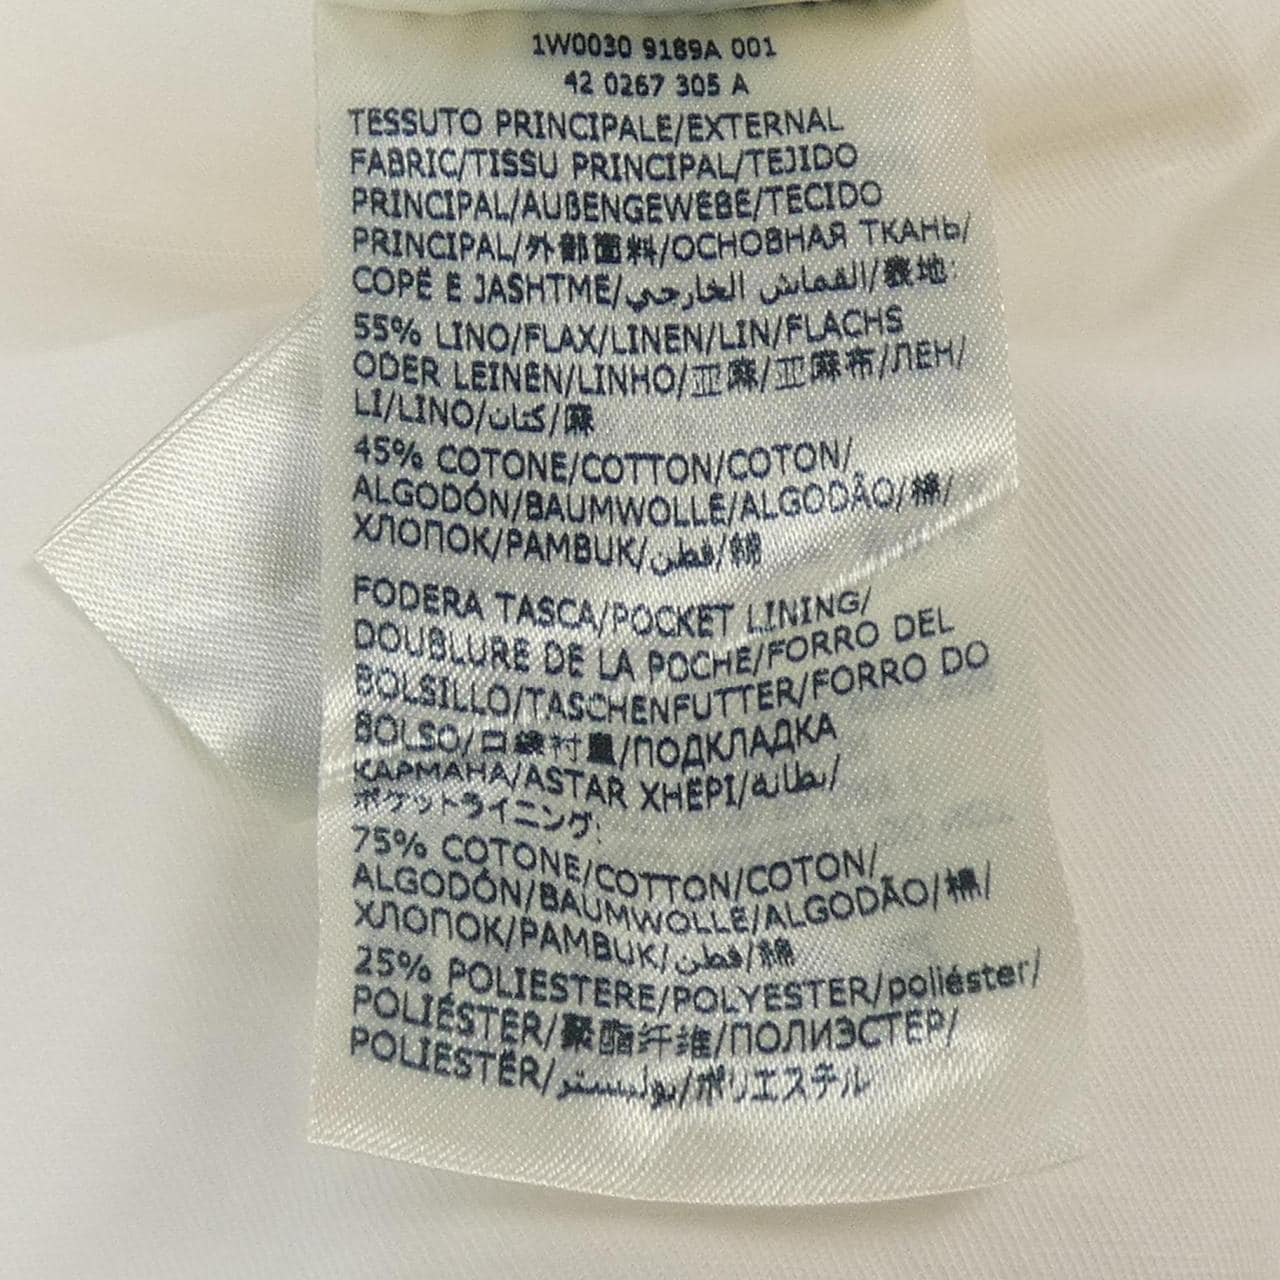 1W0030 9189A 001
42 0267 305 A
TESSUTO PRINCIPALE/EXTERNAL
FABRIC/TISSU PRINCIPAL/TEJIDO
PRINCIPAL/AUßENGEWEBE/TECIDO
PRINCIPAL/外部面料/ОСНОВНАЯ ТКАНЬ/
COPË E JASHTME/القماش الخارجي/表地:
55% LINO/FLAX/LINEN/LIN/FLACHS
ODER LEINEN/LINHO/亚麻/亚麻布/ЛЕН/
LI/LINO/كتان/麻
45% COTONE/COTTON/COTON/
ALGODÓN/BAUMWOLLE/ALGODÃO/棉/
ХЛОПОК/PAMBUK/قطن/綿
FODERA TASCA/POCKET LINING/
DOUBLURE DE LA POCHE/FORRO DEL
BOLSILLO/TASCHENFUTTER/FORRO DO
BOLSO/口袋衬里/ПОДКЛАДКА
КАРМАНА/ASTAR XHEPI/بطانة/
ポケットライニング:
75% COTONE/COTTON/COTON/
ALGODÓN/BAUMWOLLE/ALGODÃO/棉/
ХЛОПОК/PAMBUK/قطن/綿
25% POLIESTERE/POLYESTER/poliéster/
POLIÉSTER/聚酯纤维/ПОЛИЭСТЕР/
POLIESTËR/بوليستر/ポリエステル